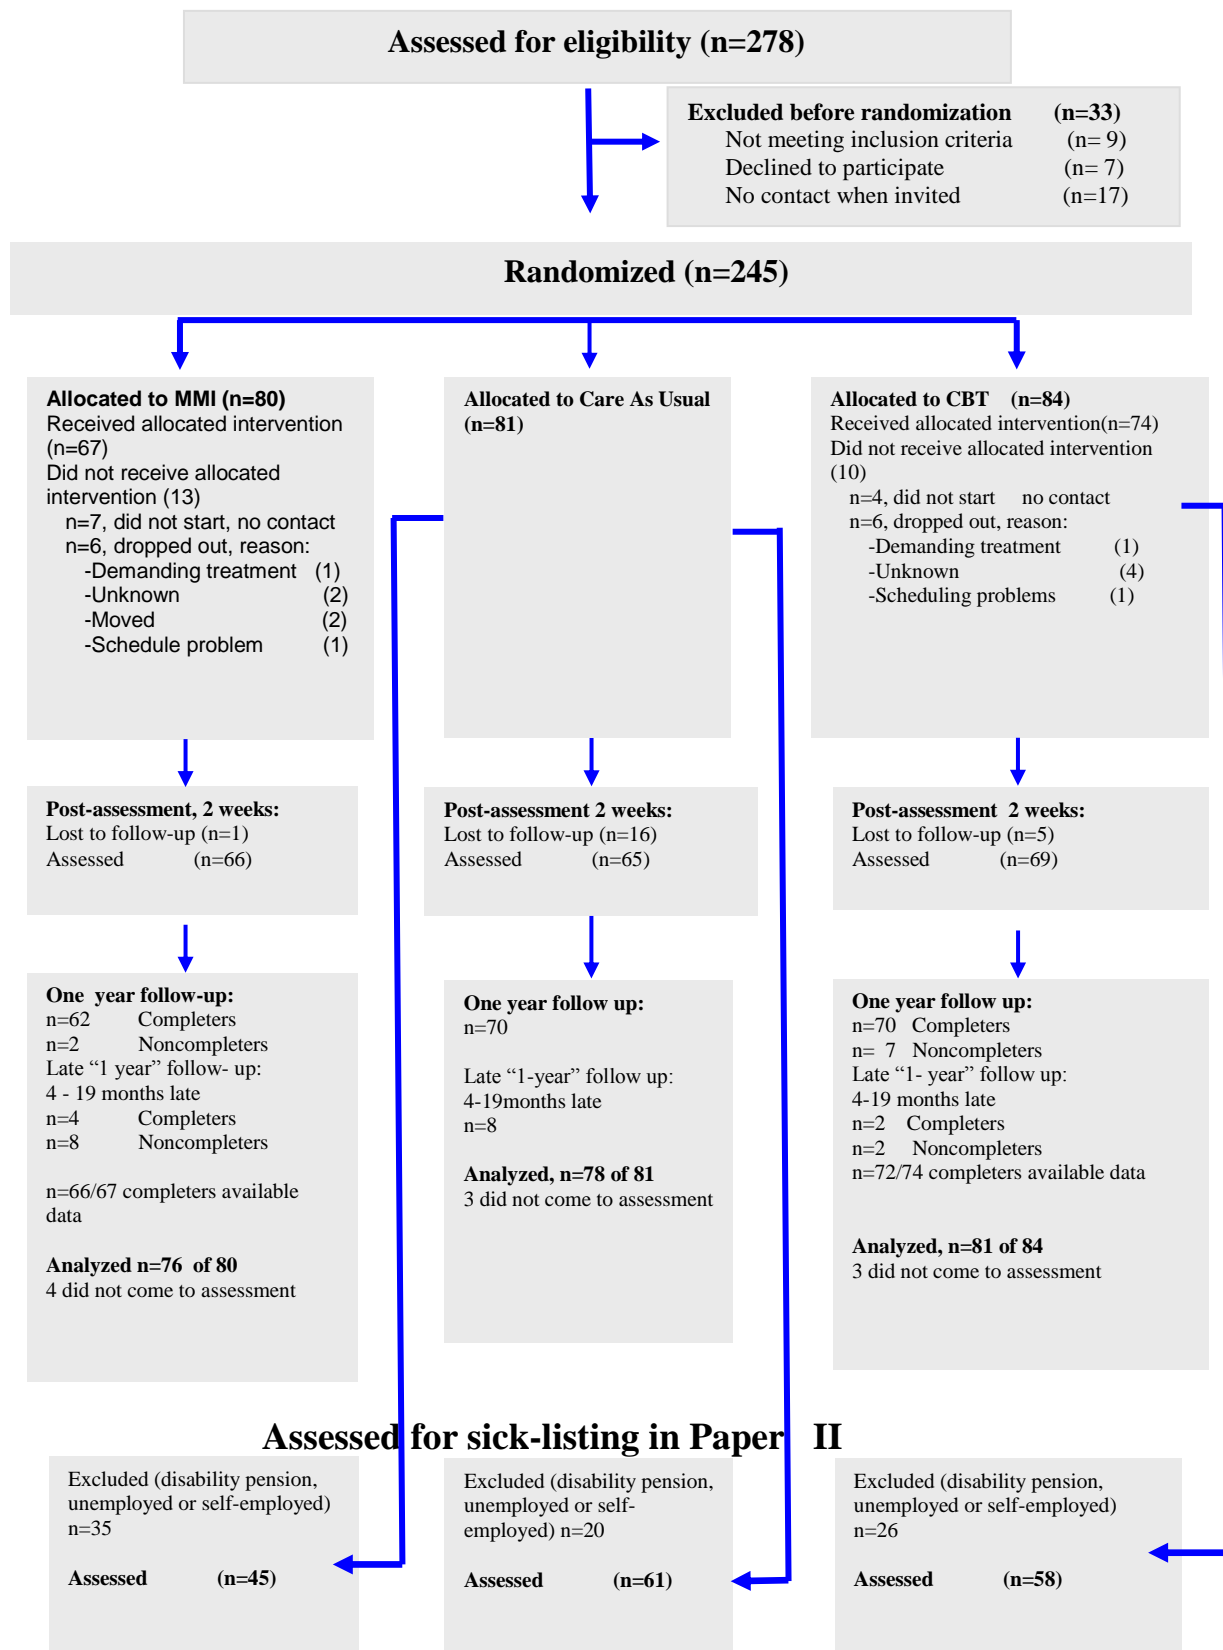 Assessed for eligibility (n=278)
Excluded before randomization (n=33)
Not meeting inclusion criteria (n= 9)
Declined to participate (n= 7)
No contact when invited (n=17)
Randomized (n=245)
Allocated to MMI (n=80)
Received allocated intervention
(n=67)
Did not receive allocated
intervention (13)
n=7, did not start, no contact
n=6, dropped out, reason:
-Demanding treatment (1)
-Unknown (2)
-Moved (2)
-Schedule problem (1)
Allocated to Care As Usual
(n=81)
Allocated to CBT (n=84)
Received allocated intervention(n=74)
Did not receive allocated intervention
(10)
n=4, did not start no contact
n=6, dropped out, reason:
-Demanding treatment (1)
-Unknown (4)
-Scheduling problems (1)
Post-assessment, 2 weeks:
Lost to follow-up (n=1)
Assessed (n=66)
Post-assessment 2 weeks:
Lost to follow-up (n=16)
Assessed (n=65)
Post-assessment 2 weeks:
Lost to follow-up (n=5)
Assessed (n=69)
One year follow-up:
n=62 Completers
n=2 Noncompleters
Late “1 year” follow- up:
4 - 19 months late
n=4 Completers
n=8 Noncompleters
n=66/67 completers available
data
Analyzed n=76 of 80
4 did not come to assessment
One year follow up:
n=70
Late “1-year” follow up:
4-19months late
n=8
Analyzed, n=78 of 81
3 did not come to assessment
One year follow up:
n=70 Completers
n= 7 Noncompleters
Late “1- year” follow up:
4-19 months late
n=2 Completers
n=2 Noncompleters
n=72/74 completers available data
Analyzed, n=81 of 84
3 did not come to assessment
Assessed for sick-listing in Paper II
Excluded (disability pension,
unemployed or self-employed)
n=35
Assessed (n=45)
Excluded (disability pension,
unemployed or self-
employed) n=20
Assessed (n=61)
Excluded (disability pension,
unemployed or self-employed)
n=26
Assessed (n=58)